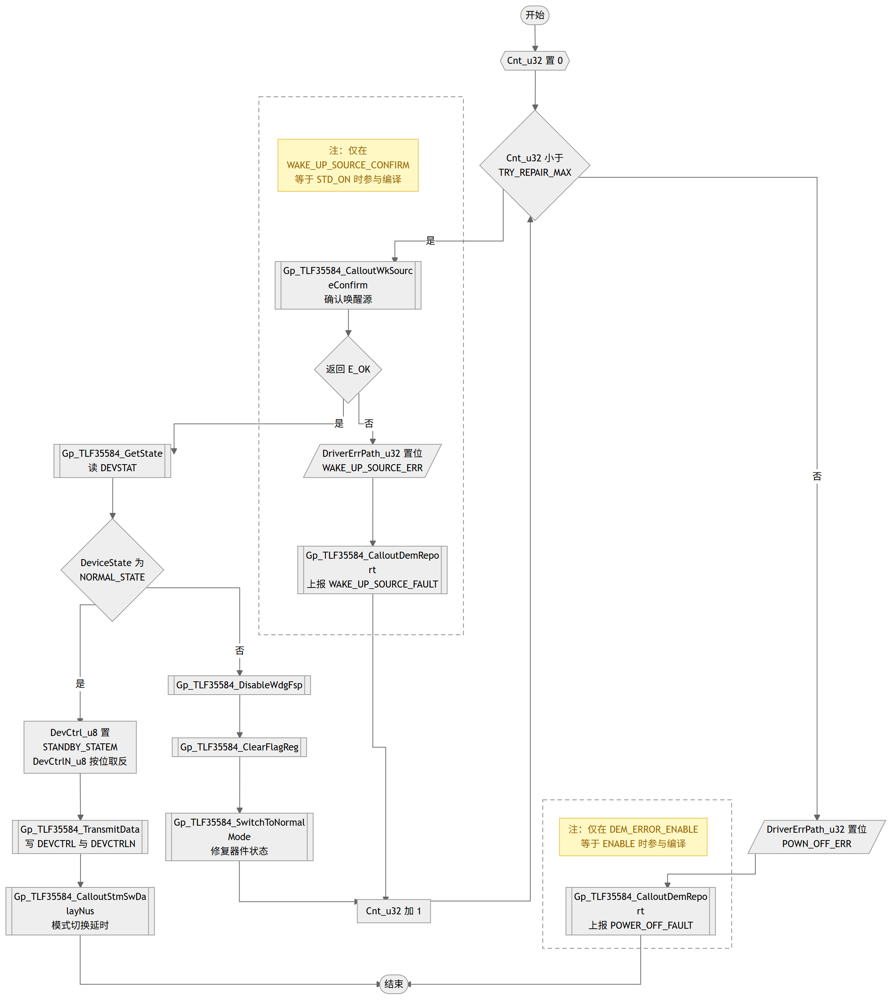 开始
Cnt_u32 置 0
Cnt_u32 小于
TRY_REPAIR_MAX
注：仅在
WAKE_UP_SOURCE_CONFIRM
等于 STD_ON 时参与编译
是
Gp_TLF35584_CalloutWkSourc
eConfirm
确认唤醒源
返回 E_OK
是
否
Gp_TLF35584_GetState
读 DEVSTAT
DriverErrPath_u32 置位
WAKE_UP_SOURCE_ERR
否
DeviceState 为
NORMAL_STATE
Gp_TLF35584_CalloutDemRepo
rt
上报 WAKE_UP_SOURCE_FAULT
否
是
Gp_TLF35584_DisableWdgFsp
DevCtrl_u8 置
STANDBY_STATEM
DevCtrlN_u8 按位取反
Gp_TLF35584_ClearFlagReg
Gp_TLF35584_TransmitData
写 DEVCTRL 与 DEVCTRLN
Gp_TLF35584_SwitchToNormal
Mode
修复器件状态
注：仅在 DEM_ERROR_ENABLE
等于 ENABLE 时参与编译
DriverErrPath_u32 置位
POWN_OFF_ERR
Gp_TLF35584_CalloutStmSwDa
layNus
模式切换延时
Cnt_u32 加 1
Gp_TLF35584_CalloutDemRepo
rt
上报 POWER_OFF_FAULT
结束